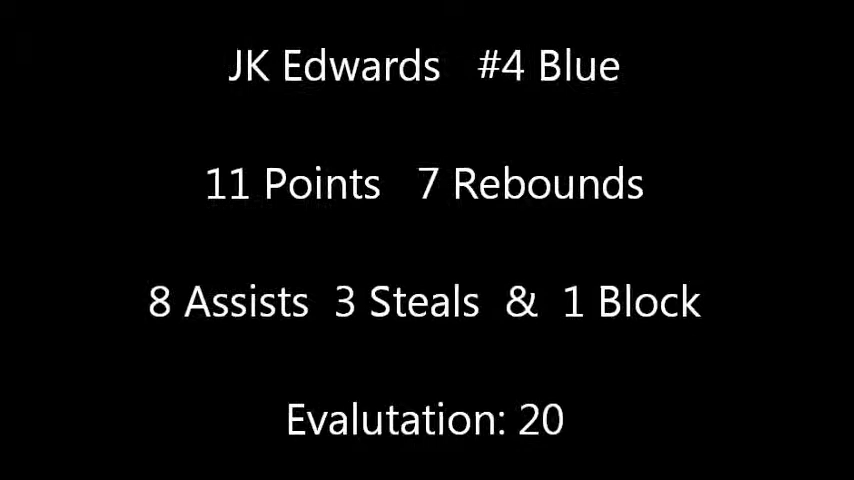 JK Edwards #4 Blue
11 Points 7 Rebounds
8 Assists 3 Steals & 1 Block
Evalutation: 20